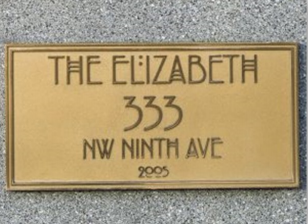 THE ELIZABETH
333
NW NINTH AVE
2005